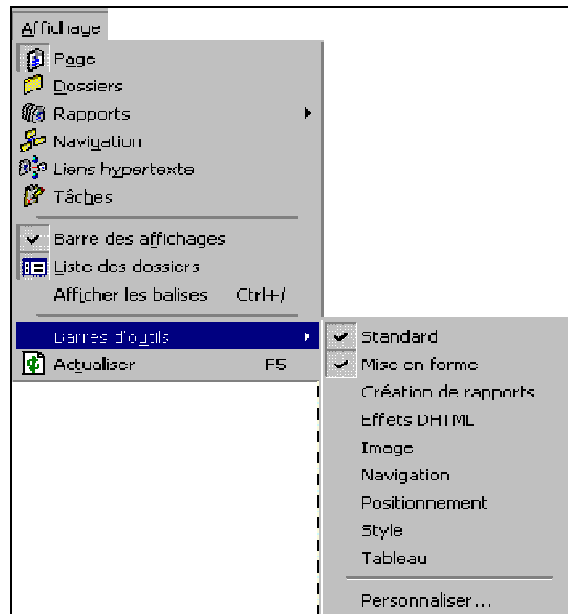 Affichage
Page
Dossiers
Rapports
Navigation
Liens hypertexte
Tâches
Barre des affichages
Liste des dossiers
Afficher les balises Ctrl+/
Barres d'outils
Actualiser F5
Standard
Mise en forme
Création de rapports
Effets DHTML
Image
Navigation
Positionnement
Style
Tableau
Personnaliser...